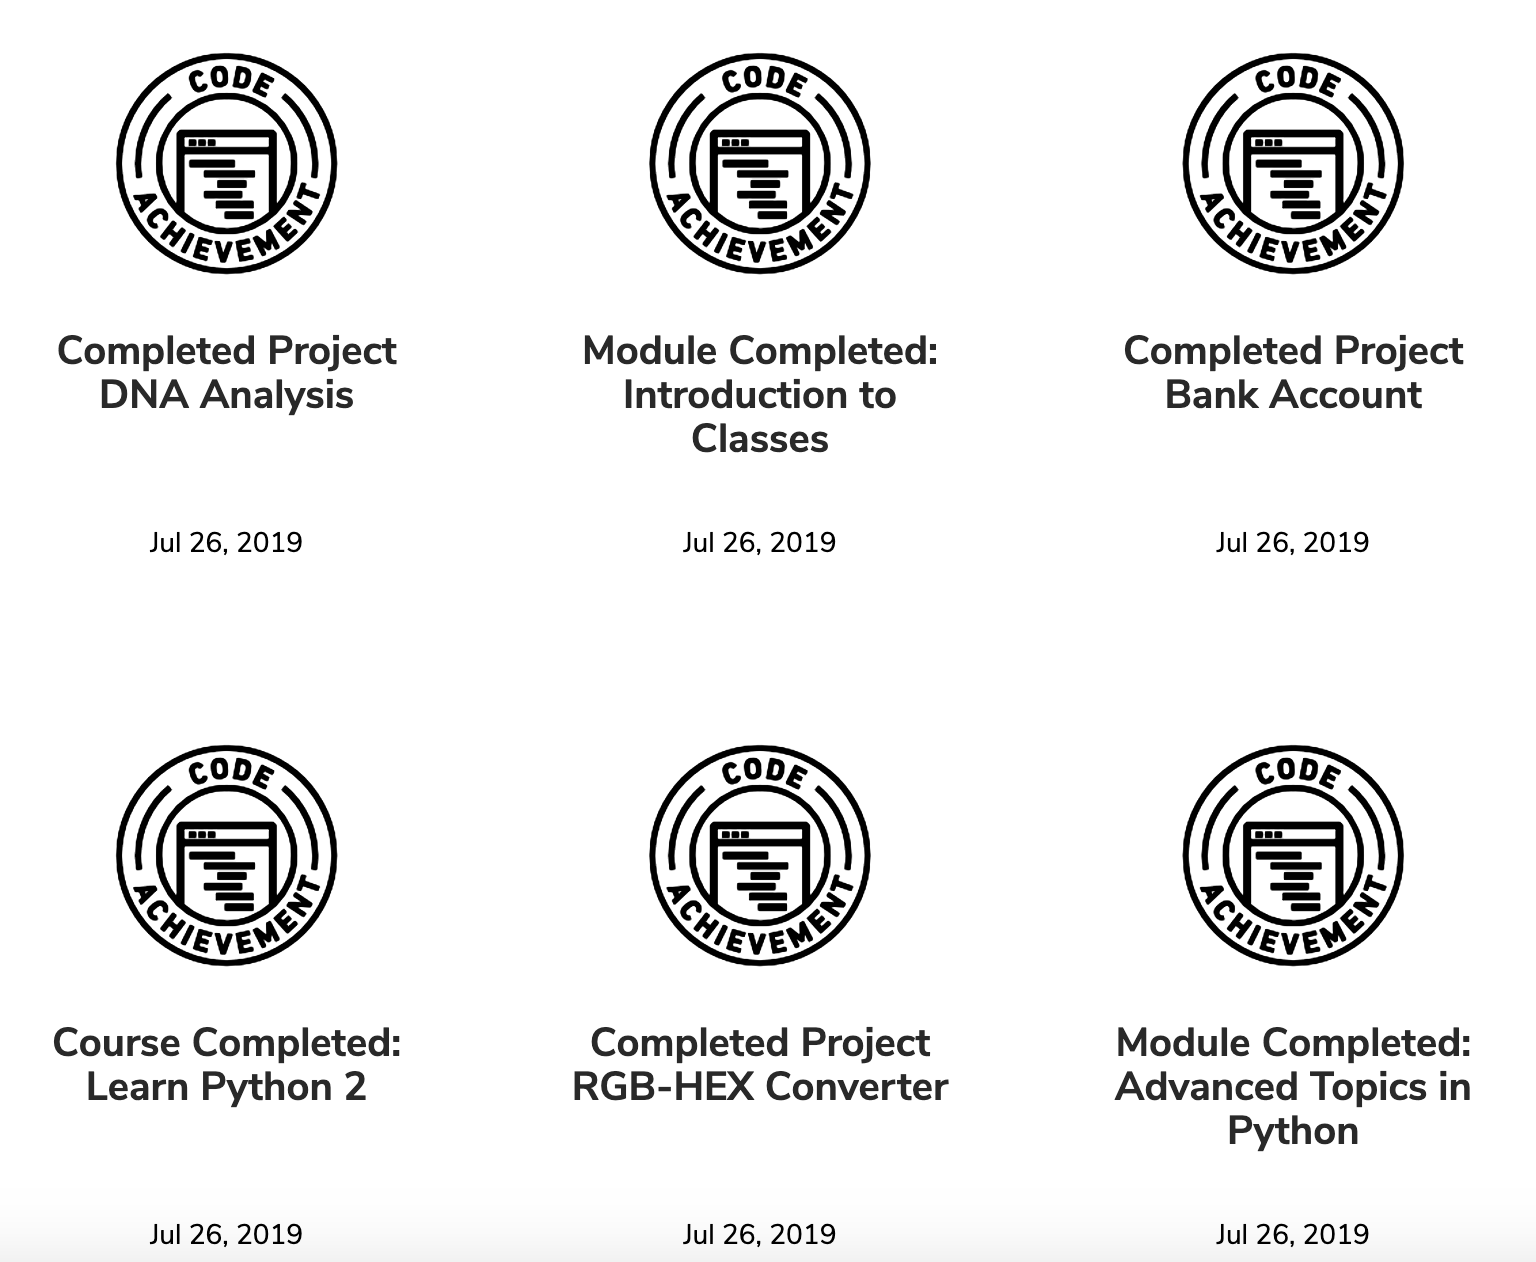 CODE
ACHIEVEMENT
Completed Project
DNA Analysis
Jul 26, 2019
CODE
ACHIEVEMENT
Module Completed:
Introduction to
Classes
Jul 26, 2019
CODE
ACHIEVEMENT
Completed Project
Bank Account
Jul 26, 2019
CODE
ACHIEVEMENT
Course Completed:
Learn Python 2
Jul 26, 2019
CODE
ACHIEVEMENT
Completed Project
RGB-HEX Converter
Jul 26, 2019
CODE
ACHIEVEMENT
Module Completed:
Advanced Topics in
Python
Jul 26, 2019